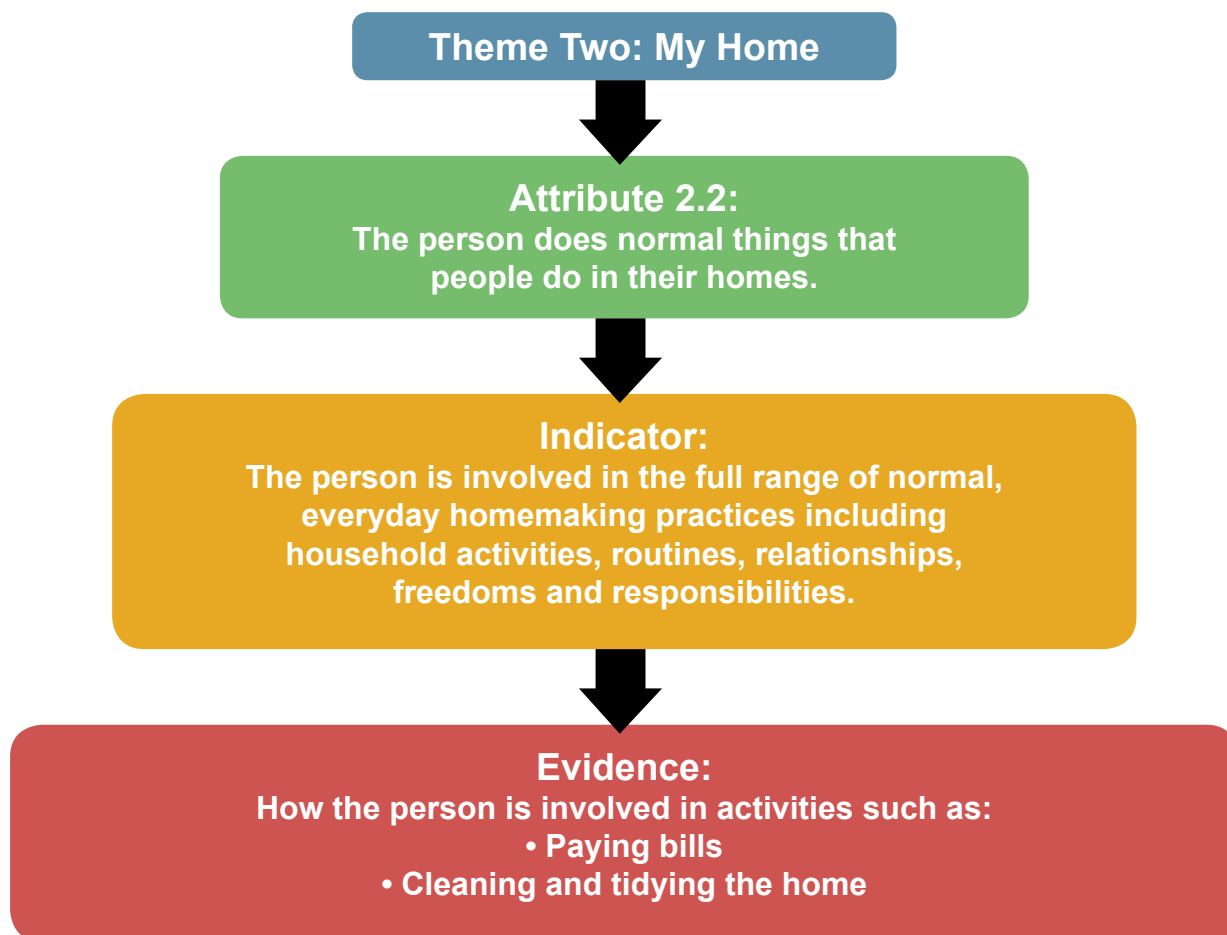 Theme Two: My Home
Attribute 2.2:
The person does normal things that
people do in their homes.
Indicator:
The person is involved in the full range of normal,
everyday homemaking practices including
household activities, routines, relationships,
freedoms and responsibilities.
Evidence:
How the person is involved in activities such as:
• Paying bills
• Cleaning and tidying the home